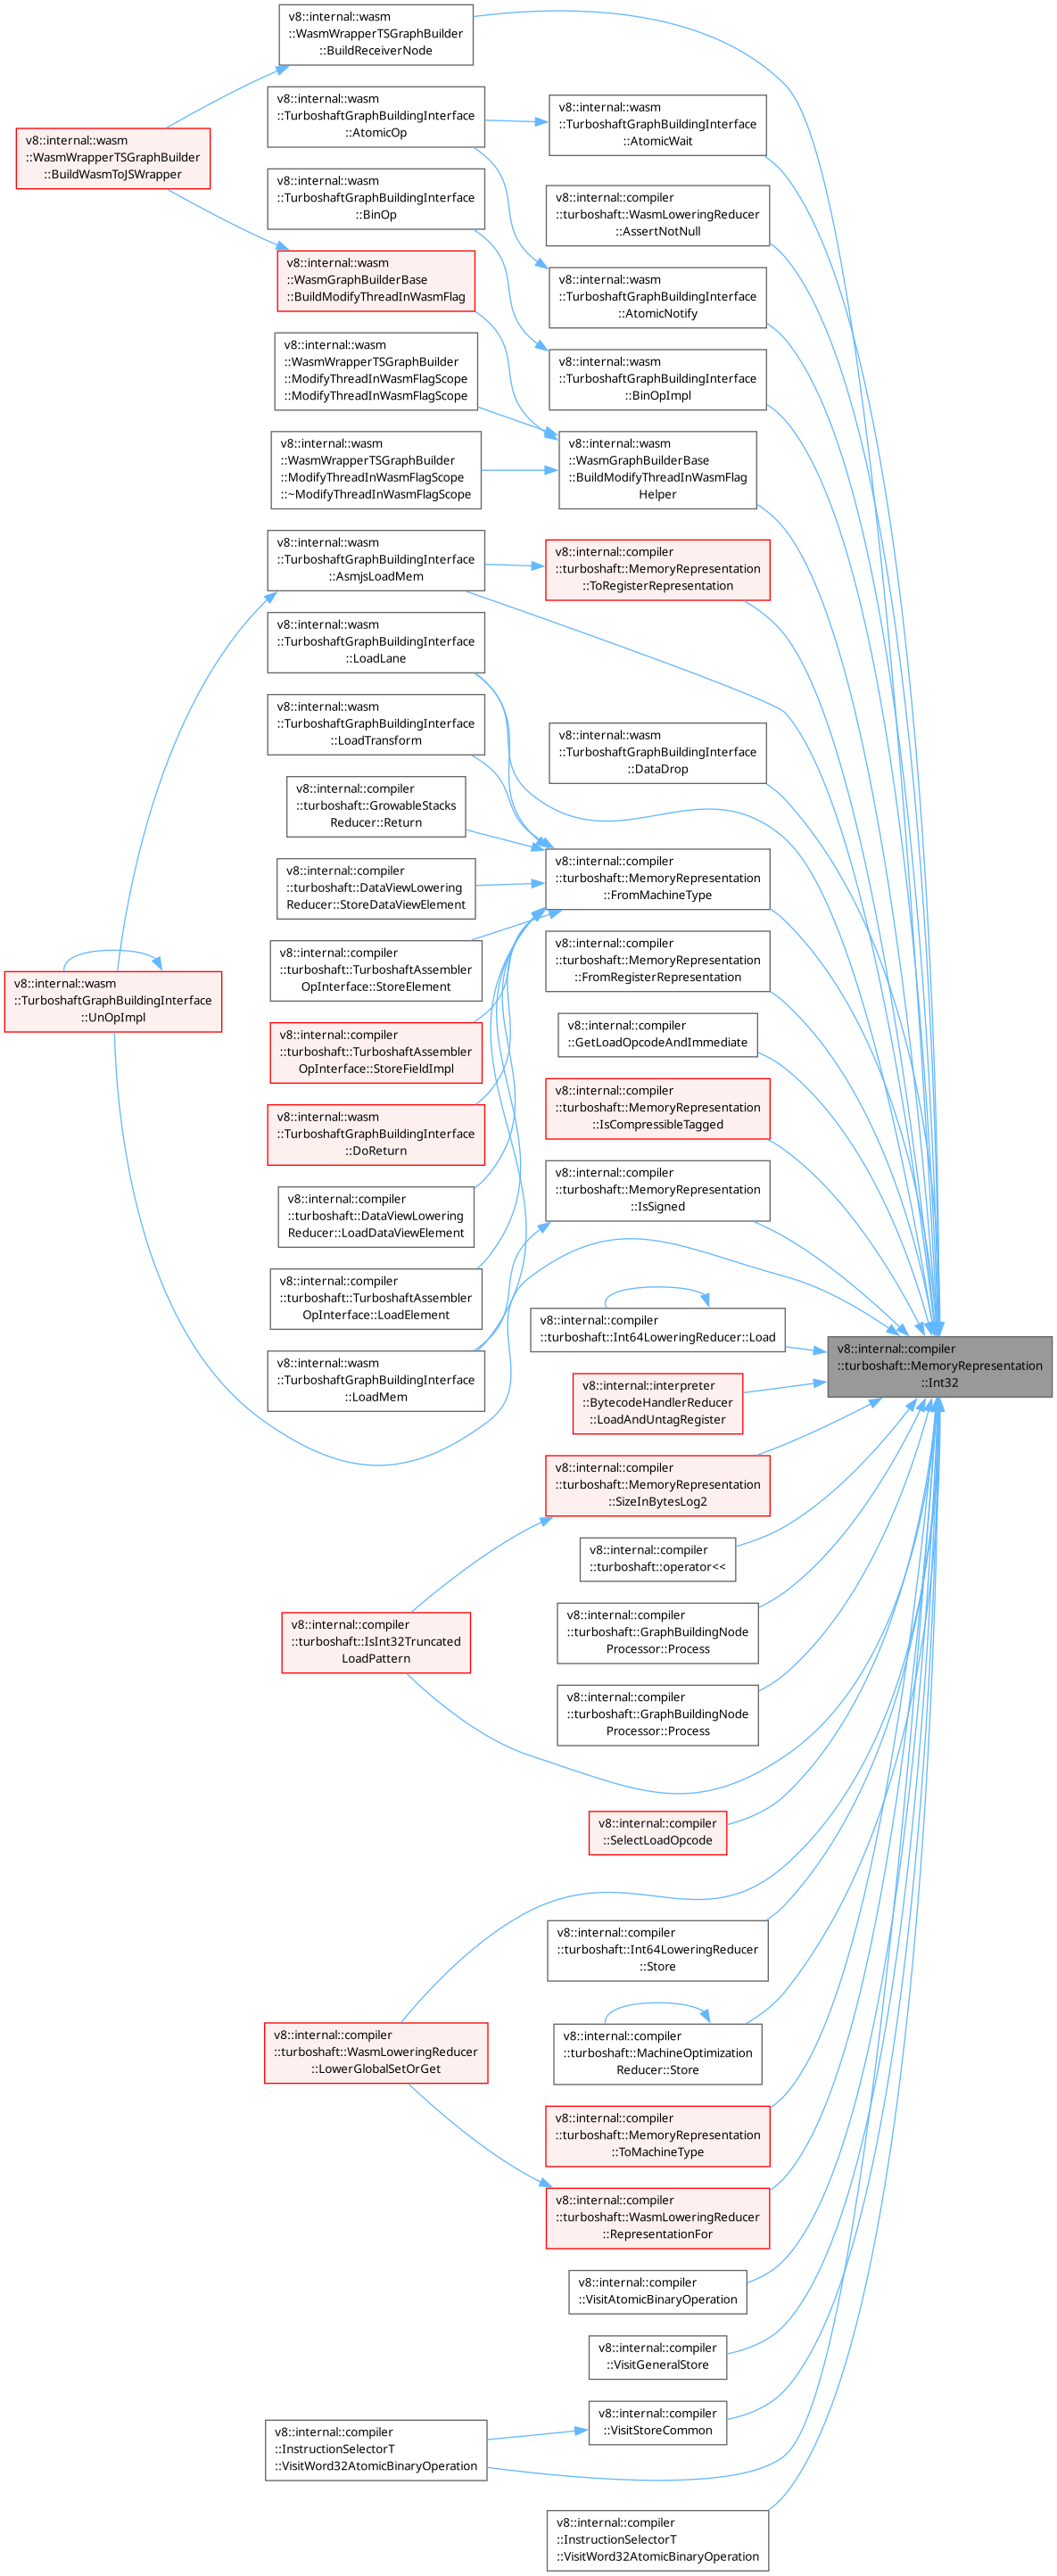 v8::internal::wasm
::WasmWrapperTSGraphBuilder
::BuildReceiverNode
v8::internal::wasm
::TurboshaftGraphBuildingInterface
::AtomicOp
v8::internal::wasm
::TurboshaftGraphBuildingInterface
::AtomicWait
v8::internal::wasm
::WasmWrapperTSGraphBuilder
::BuildWasmToJSWrapper
v8::internal::wasm
::TurboshaftGraphBuildingInterface
::BinOp
v8::internal::compiler
::turboshaft::WasmLoweringReducer
::AssertNotNull
v8::internal::wasm
::WasmGraphBuilderBase
::BuildModifyThreadInWasmFlag
v8::internal::wasm
::TurboshaftGraphBuildingInterface
::AtomicNotify
v8::internal::wasm
::WasmWrapperTSGraphBuilder
::ModifyThreadInWasmFlagScope
::ModifyThreadInWasmFlagScope
v8::internal::wasm
::TurboshaftGraphBuildingInterface
::BinOpImpl
v8::internal::wasm
::WasmWrapperTSGraphBuilder
::ModifyThreadInWasmFlagScope
::~ModifyThreadInWasmFlagScope
v8::internal::wasm
::WasmGraphBuilderBase
::BuildModifyThreadInWasmFlag
Helper
v8::internal::wasm
::TurboshaftGraphBuildingInterface
::AsmjsLoadMem
v8::internal::compiler
::turboshaft::MemoryRepresentation
::ToRegisterRepresentation
v8::internal::wasm
::TurboshaftGraphBuildingInterface
::LoadLane
v8::internal::wasm
::TurboshaftGraphBuildingInterface
::LoadTransform
v8::internal::wasm
::TurboshaftGraphBuildingInterface
::DataDrop
v8::internal::compiler
::turboshaft::GrowableStacks
Reducer::Return
v8::internal::compiler
::turboshaft::DataViewLowering
Reducer::StoreDataViewElement
v8::internal::compiler
::turboshaft::MemoryRepresentation
::FromMachineType
v8::internal::compiler
::turboshaft::TurboshaftAssembler
OpInterface::StoreElement
v8::internal::compiler
::turboshaft::MemoryRepresentation
::FromRegisterRepresentation
v8::internal::wasm
::TurboshaftGraphBuildingInterface
::UnOpImpl
v8::internal::compiler
::turboshaft::TurboshaftAssembler
OpInterface::StoreFieldImpl
v8::internal::compiler
::GetLoadOpcodeAndImmediate
v8::internal::wasm
::TurboshaftGraphBuildingInterface
::DoReturn
v8::internal::compiler
::turboshaft::MemoryRepresentation
::IsCompressibleTagged
v8::internal::compiler
::turboshaft::DataViewLowering
Reducer::LoadDataViewElement
v8::internal::compiler
::turboshaft::MemoryRepresentation
::IsSigned
v8::internal::compiler
::turboshaft::TurboshaftAssembler
OpInterface::LoadElement
v8::internal::compiler
::turboshaft::Int64LoweringReducer::Load
v8::internal::compiler
::turboshaft::MemoryRepresentation
::Int32
v8::internal::wasm
::TurboshaftGraphBuildingInterface
::LoadMem
v8::internal::interpreter
::BytecodeHandlerReducer
::LoadAndUntagRegister
v8::internal::compiler
::turboshaft::MemoryRepresentation
::SizeInBytesLog2
v8::internal::compiler
::turboshaft::operator<<
v8::internal::compiler
::turboshaft::IsInt32Truncated
LoadPattern
v8::internal::compiler
::turboshaft::GraphBuildingNode
Processor::Process
v8::internal::compiler
::turboshaft::GraphBuildingNode
Processor::Process
v8::internal::compiler
::SelectLoadOpcode
v8::internal::compiler
::turboshaft::Int64LoweringReducer
::Store
v8::internal::compiler
::turboshaft::WasmLoweringReducer
::LowerGlobalSetOrGet
v8::internal::compiler
::turboshaft::MachineOptimization
Reducer::Store
v8::internal::compiler
::turboshaft::MemoryRepresentation
::ToMachineType
v8::internal::compiler
::turboshaft::WasmLoweringReducer
::RepresentationFor
v8::internal::compiler
::VisitAtomicBinaryOperation
v8::internal::compiler
::VisitGeneralStore
v8::internal::compiler
::VisitStoreCommon
v8::internal::compiler
::InstructionSelectorT
::VisitWord32AtomicBinaryOperation
v8::internal::compiler
::InstructionSelectorT
::VisitWord32AtomicBinaryOperation